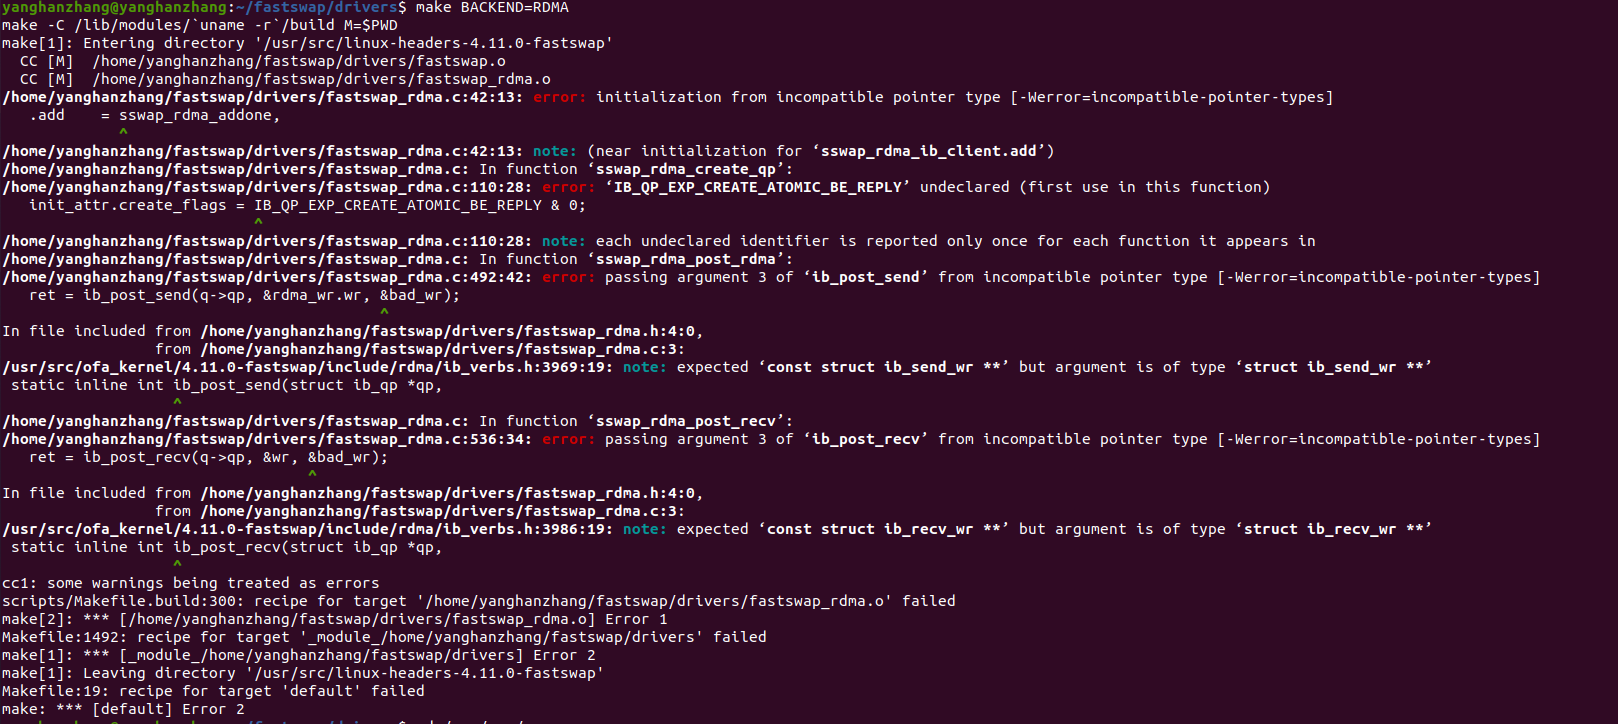 yanghanzhang@yanghanzhang:~/fastswap/drivers$ make BACKEND=RDMA
make -C /lib/modules/`uname -r`/build M=$PWD
make[1]: Entering directory '/usr/src/linux-headers-4.11.0-fastswap'
  CC [M]  /home/yanghanzhang/fastswap/drivers/fastswap.o
  CC [M]  /home/yanghanzhang/fastswap/drivers/fastswap_rdma.o
/home/yanghanzhang/fastswap/drivers/fastswap_rdma.c:42:13: error: initialization from incompatible pointer type [-Werror=incompatible-pointer-types]
   .add    = sswap_rdma_addone,
             ^
/home/yanghanzhang/fastswap/drivers/fastswap_rdma.c:42:13: note: (near initialization for ‘sswap_rdma_ib_client.add’)
/home/yanghanzhang/fastswap/drivers/fastswap_rdma.c: In function ‘sswap_rdma_create_qp’:
/home/yanghanzhang/fastswap/drivers/fastswap_rdma.c:110:28: error: ‘IB_QP_EXP_CREATE_ATOMIC_BE_REPLY’ undeclared (first use in this function)
   init_attr.create_flags = IB_QP_EXP_CREATE_ATOMIC_BE_REPLY & 0;
                            ^
/home/yanghanzhang/fastswap/drivers/fastswap_rdma.c:110:28: note: each undeclared identifier is reported only once for each function it appears in
/home/yanghanzhang/fastswap/drivers/fastswap_rdma.c: In function ‘sswap_rdma_post_rdma’:
/home/yanghanzhang/fastswap/drivers/fastswap_rdma.c:492:42: error: passing argument 3 of ‘ib_post_send’ from incompatible pointer type [-Werror=incompatible-pointer-types]
   ret = ib_post_send(q->qp, &rdma_wr.wr, &bad_wr);
                                          ^
In file included from /home/yanghanzhang/fastswap/drivers/fastswap_rdma.h:4:0,
                 from /home/yanghanzhang/fastswap/drivers/fastswap_rdma.c:3:
/usr/src/ofa_kernel/4.11.0-fastswap/include/rdma/ib_verbs.h:3969:19: note: expected ‘const struct ib_send_wr **’ but argument is of type ‘struct ib_send_wr **’
 static inline int ib_post_send(struct ib_qp *qp,
                   ^
/home/yanghanzhang/fastswap/drivers/fastswap_rdma.c: In function ‘sswap_rdma_post_recv’:
/home/yanghanzhang/fastswap/drivers/fastswap_rdma.c:536:34: error: passing argument 3 of ‘ib_post_recv’ from incompatible pointer type [-Werror=incompatible-pointer-types]
   ret = ib_post_recv(q->qp, &wr, &bad_wr);
                                  ^
In file included from /home/yanghanzhang/fastswap/drivers/fastswap_rdma.h:4:0,
                 from /home/yanghanzhang/fastswap/drivers/fastswap_rdma.c:3:
/usr/src/ofa_kernel/4.11.0-fastswap/include/rdma/ib_verbs.h:3986:19: note: expected ‘const struct ib_recv_wr **’ but argument is of type ‘struct ib_recv_wr **’
 static inline int ib_post_recv(struct ib_qp *qp,
                   ^
cc1: some warnings being treated as errors
scripts/Makefile.build:300: recipe for target '/home/yanghanzhang/fastswap/drivers/fastswap_rdma.o' failed
make[2]: *** [/home/yanghanzhang/fastswap/drivers/fastswap_rdma.o] Error 1
Makefile:1492: recipe for target '_module_/home/yanghanzhang/fastswap/drivers' failed
make[1]: *** [_module_/home/yanghanzhang/fastswap/drivers] Error 2
make[1]: Leaving directory '/usr/src/linux-headers-4.11.0-fastswap'
Makefile:19: recipe for target 'default' failed
make: *** [default] Error 2